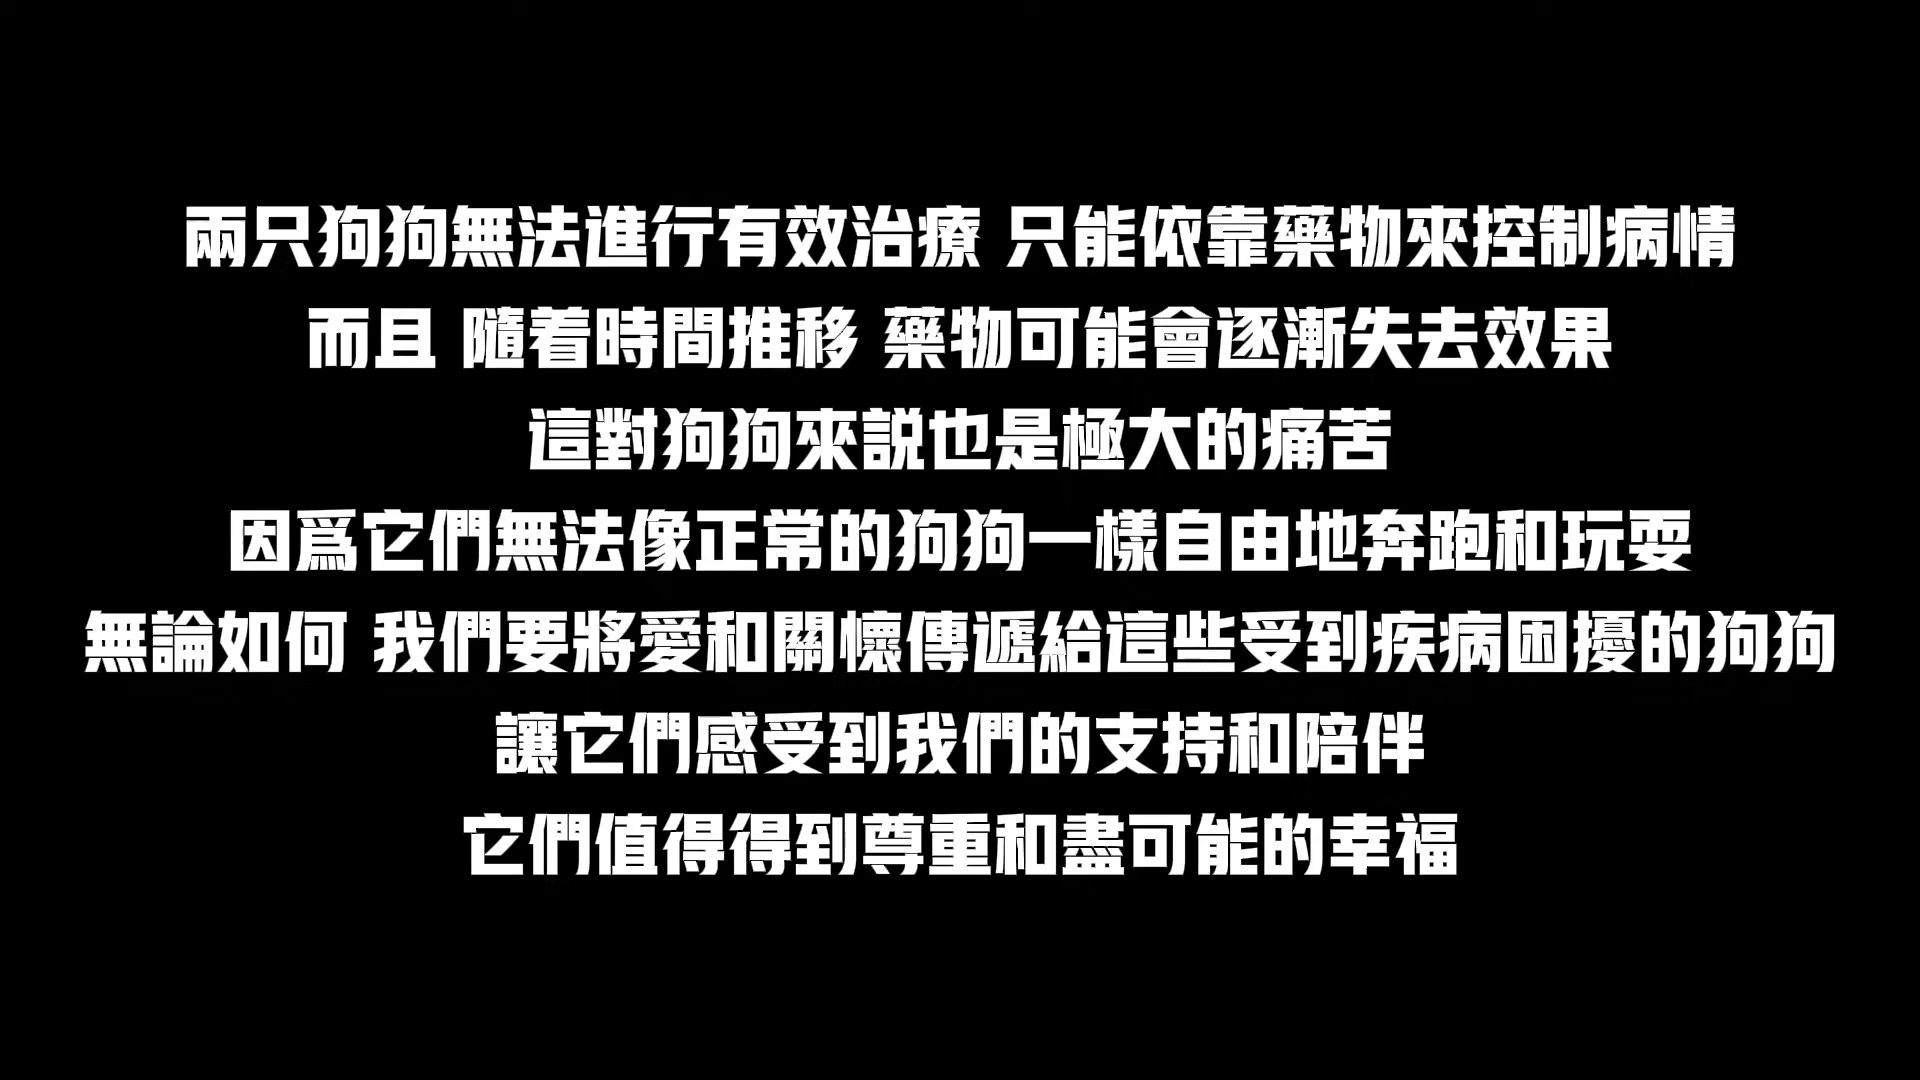 兩只狗狗無法進行有效治療 只能依靠藥物來控制病情
而且 隨着時間推移 藥物可能會逐漸失去效果
這對狗狗來説也是極大的痛苦
因爲它們無法像正常的狗狗一樣自由地奔跑和玩耍
無論如何 我們要將愛和關懷傳遞給這些受到疾病困擾的狗狗
讓它們感受到我們的支持和陪伴
它們值得得到尊重和盡可能的幸福